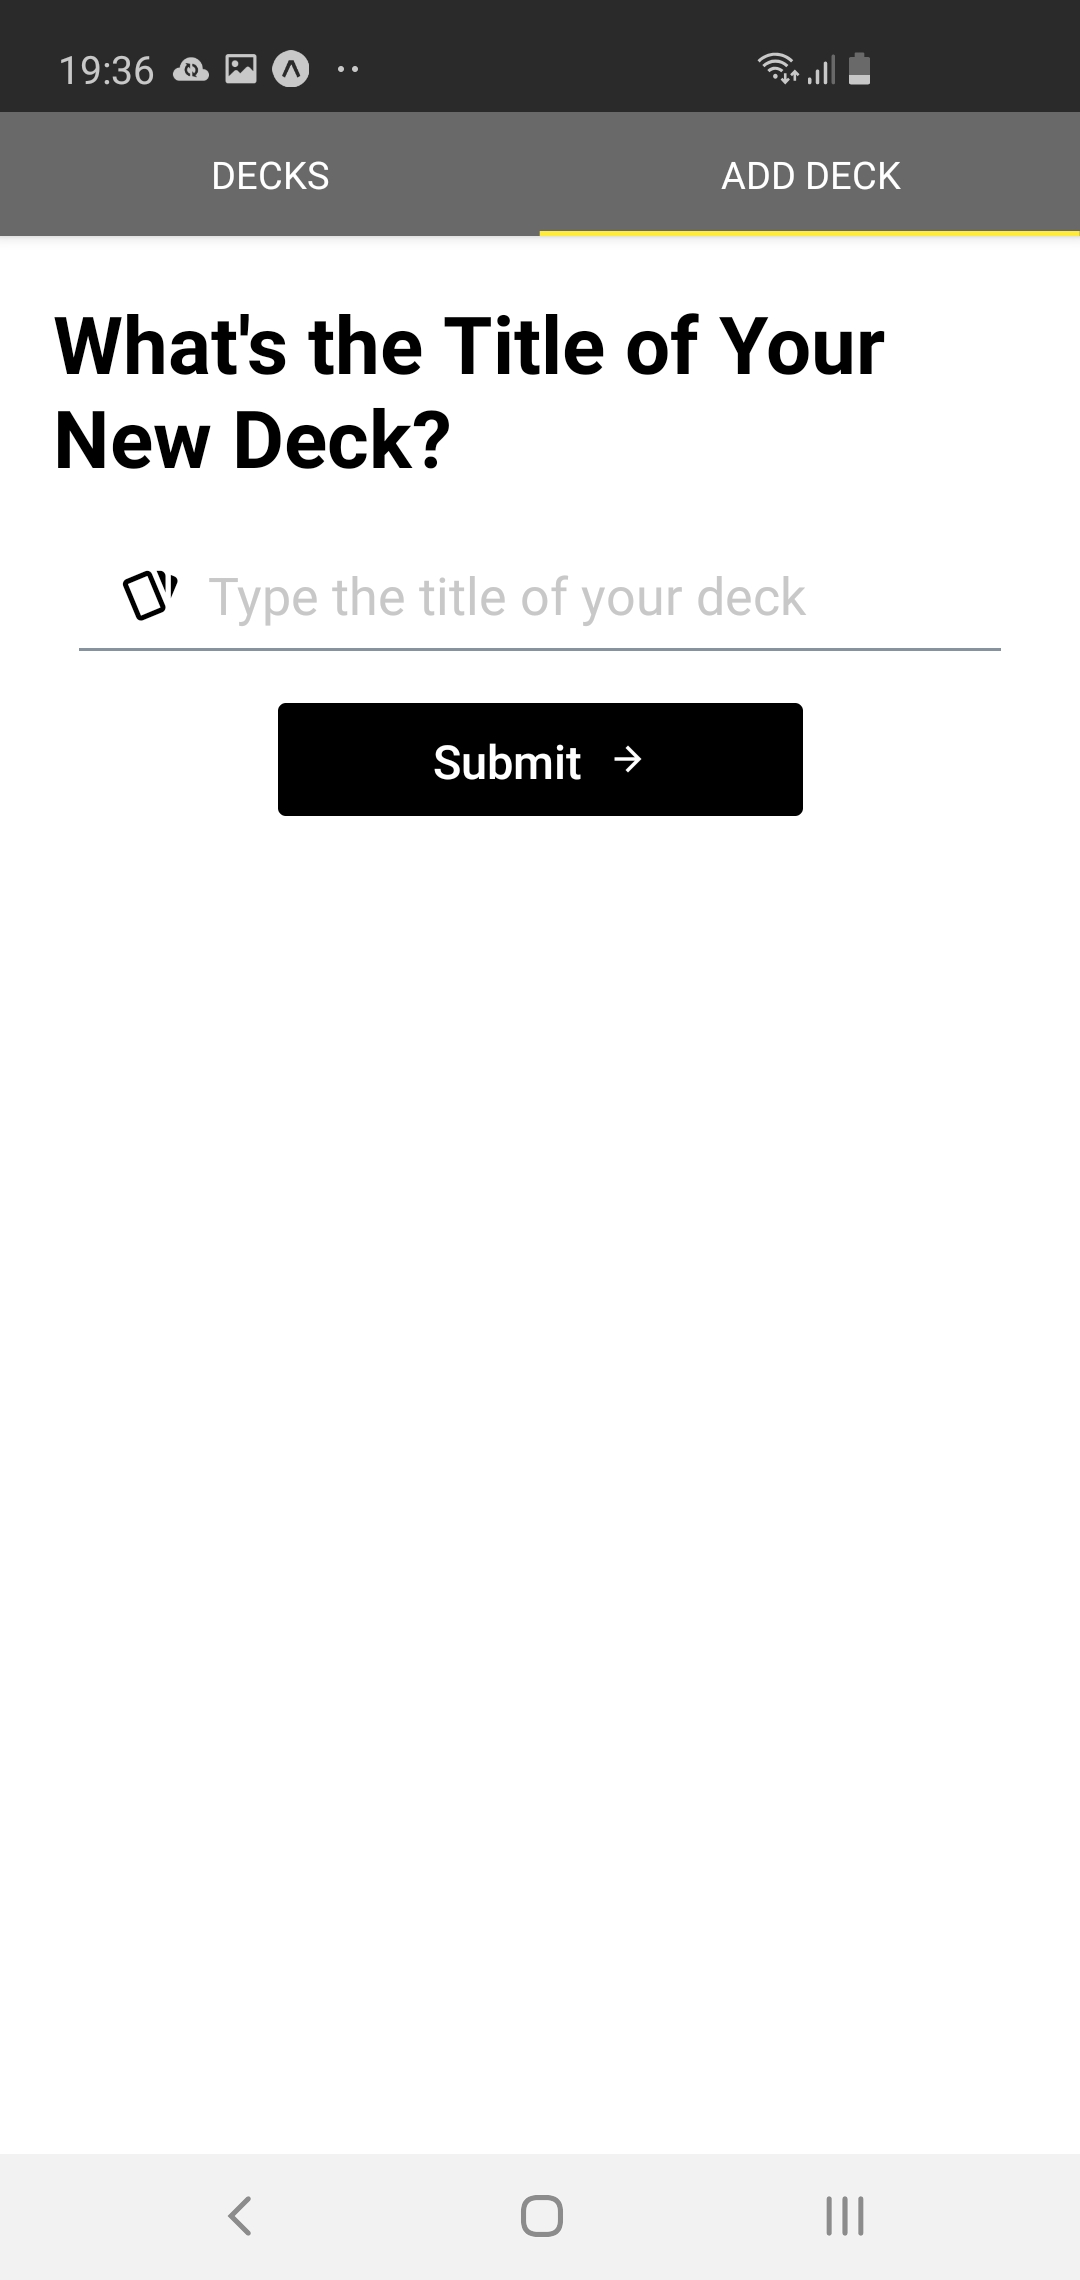 19:36
DECKS
ADD DECK
What's the Title of Your
New Deck?
Type the title of your deck
Submit